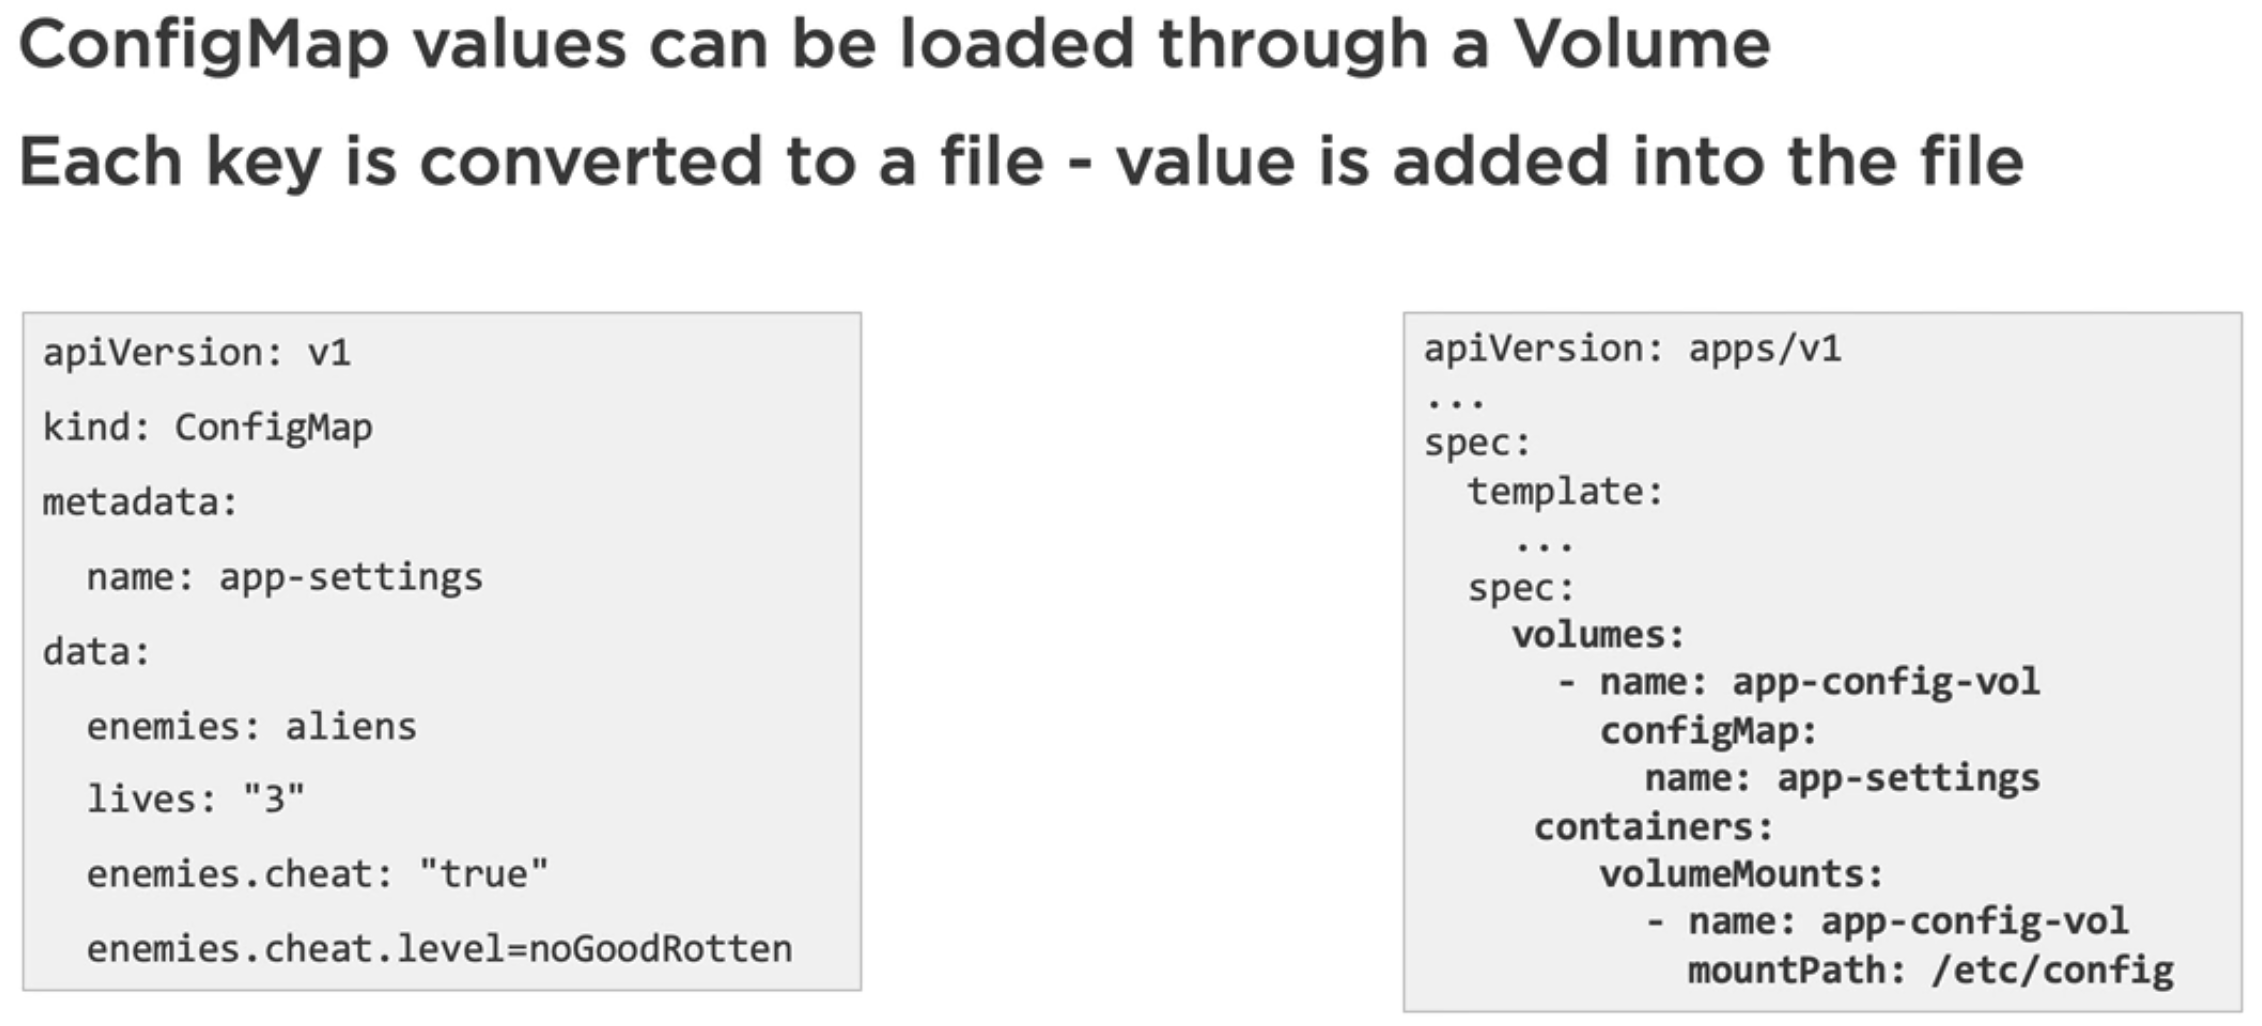 ConfigMap values can be loaded through a Volume
Each key is converted to a file - value is added into the file
apiVersion: v1
kind: ConfigMap
metadata:
  name: app-settings
data:
  enemies: aliens
  lives: "3"
  enemies.cheat: "true"
  enemies.cheat.level=noGoodRotten
apiVersion: apps/v1
...
spec:
  template:
    ...
  spec:
    volumes:
      - name: app-config-vol
        configMap:
          name: app-settings
     containers:
        volumeMounts:
          - name: app-config-vol
            mountPath: /etc/config